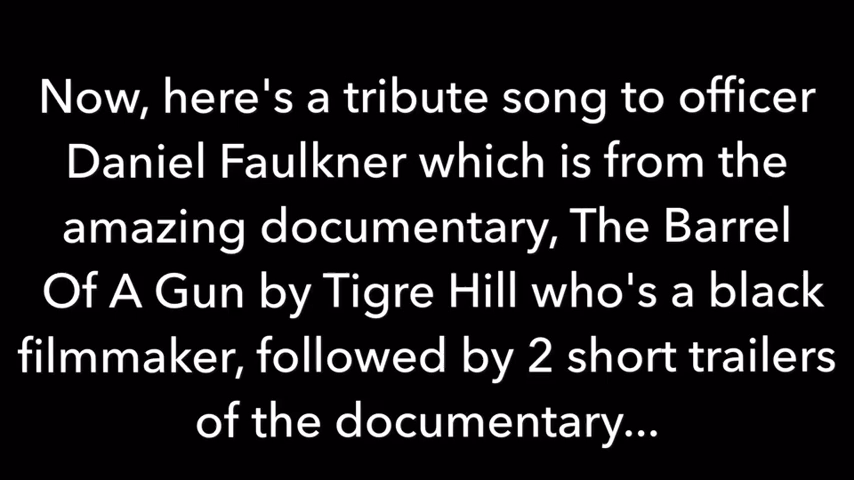 Now, here's a tribute song to officer
Daniel Faulkner which is from the
amazing documentary, The Barrel
Of A Gun by Tigre Hill who's a black
filmmaker, followed by 2 short trailers
of the documentary...